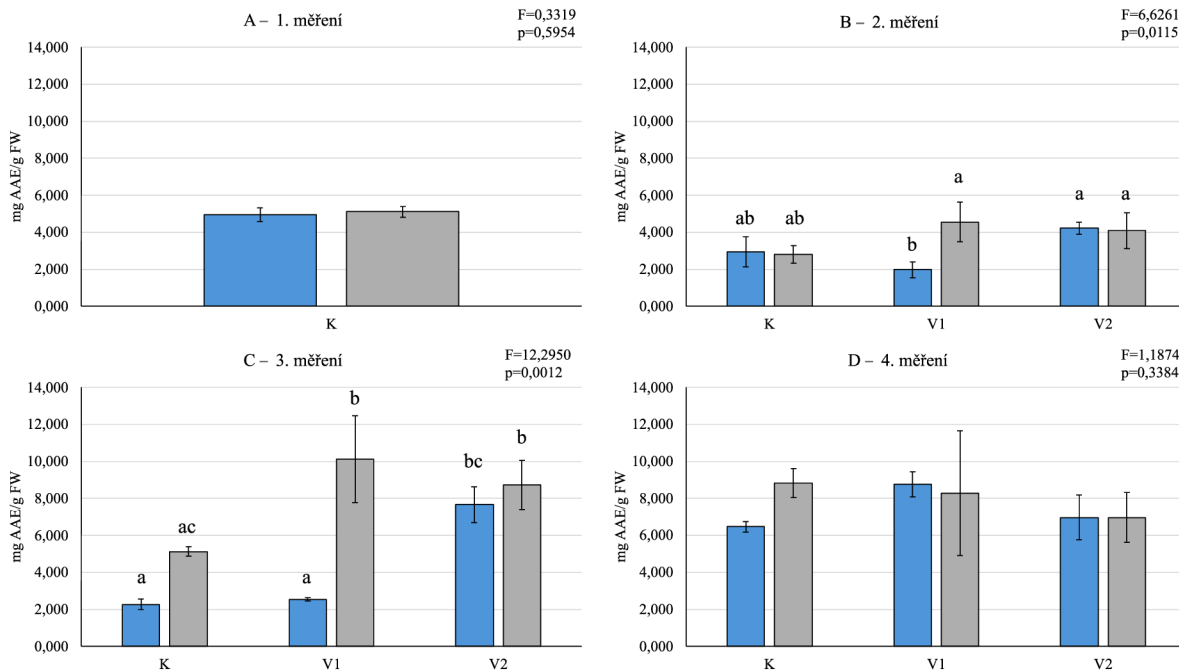 A – 1. měření
F=0,3319
p=0,5954
14,000
12,000
10,000
8,000
6,000
4,000
2,000
0,000
mg AAE/g FW
K
B – 2. měření
F=6,6261
p=0,0115
14,000
12,000
10,000
8,000
6,000
4,000
2,000
0,000
mg AAE/g FW
ab ab b a a a
K V1 V2
C – 3. měření
F=12,2950
p=0,0012
14,000
12,000
10,000
8,000
6,000
4,000
2,000
0,000
mg AAE/g FW
a ac a b bc b
K V1 V2
D – 4. měření
F=1,1874
p=0,3384
14,000
12,000
10,000
8,000
6,000
4,000
2,000
0,000
mg AAE/g FW
K V1 V2